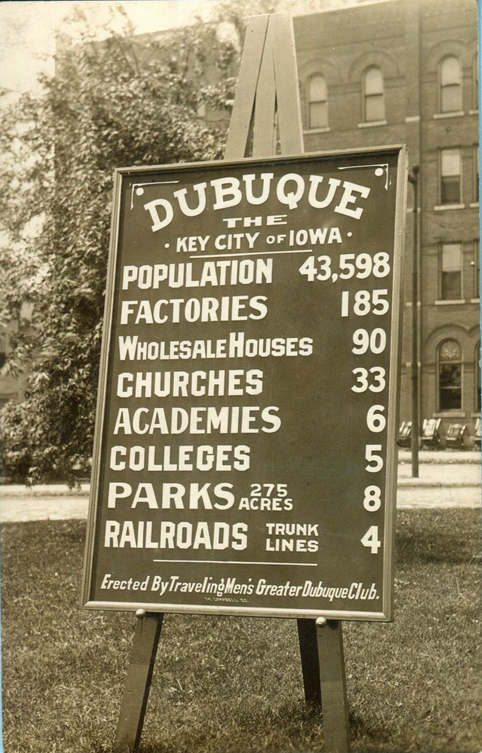 DUBUQUE
THE
· KEY CITY OF IOWA ·
POPULATION 43,598
FACTORIES 185
WHOLESALE HOUSES 90
CHURCHES 33
ACADEMIES 6
COLLEGES 5
PARKS 275 ACRES 8
RAILROADS TRUNK LINES 4
Erected By Traveling Men's Greater Dubuque Club.